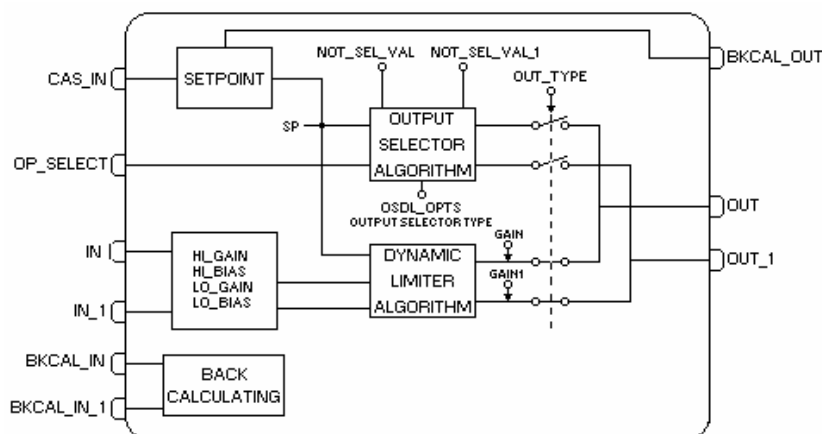 NOT_SEL_VAL
NOT_SEL_VAL_1
BKCAL_OUT
CAS_IN
SETPOINT
OUT_TYPE
SP
OUTPUT
SELECTOR
ALGORITHM
OP_SELECT
OSDL_OPTS
OUTPUT SELECTOR TYPE
OUT
IN
HI_GAIN
HI_BIAS
LO_GAIN
LO_BIAS
DYNAMIC
LIMITER
ALGORITHM
GAIN
GAIN1
OUT_1
IN_1
BKCAL_IN
BACK
CALCULATING
BKCAL_IN_1